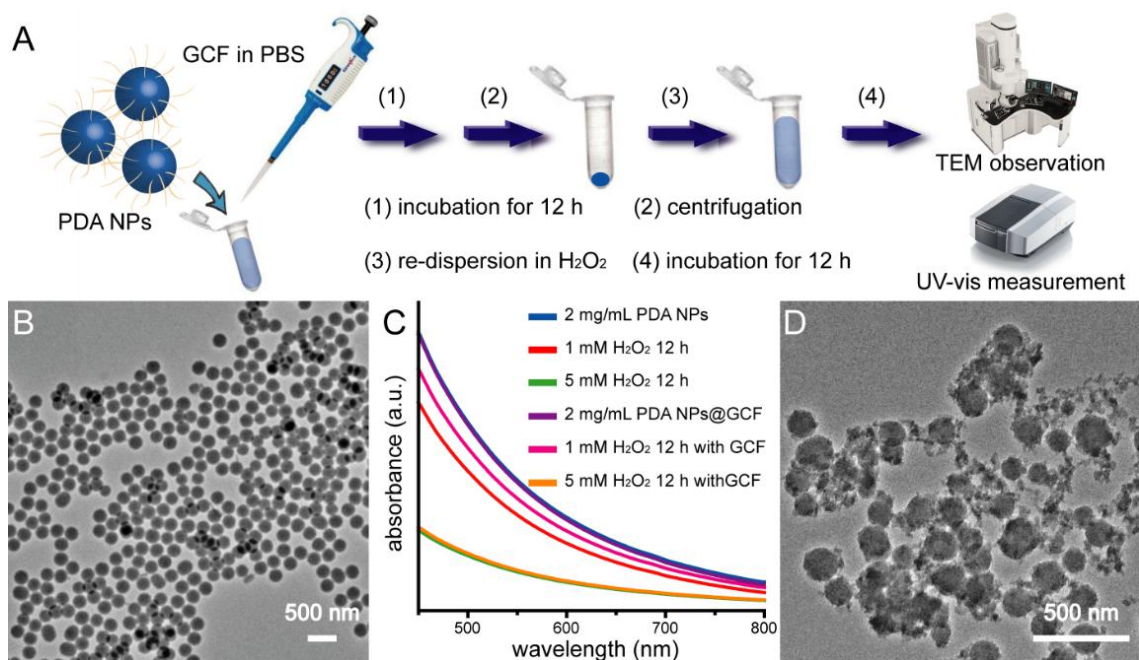 A
GCF in PBS
PDA NPs
(1)
(2)
(3)
(4)
(1) incubation for 12 h
(2) centrifugation
(3) re-dispersion in H₂O₂
(4) incubation for 12 h
TEM observation
UV-vis measurement
B
500 nm
C
2 mg/mL PDA NPs
1 mM H₂O₂ 12 h
5 mM H₂O₂ 12 h
2 mg/mL PDA NPs@GCF
1 mM H₂O₂ 12 h with GCF
5 mM H₂O₂ 12 h withGCF
absorbance (a.u.)
500
600
700
800
wavelength (nm)
D
500 nm